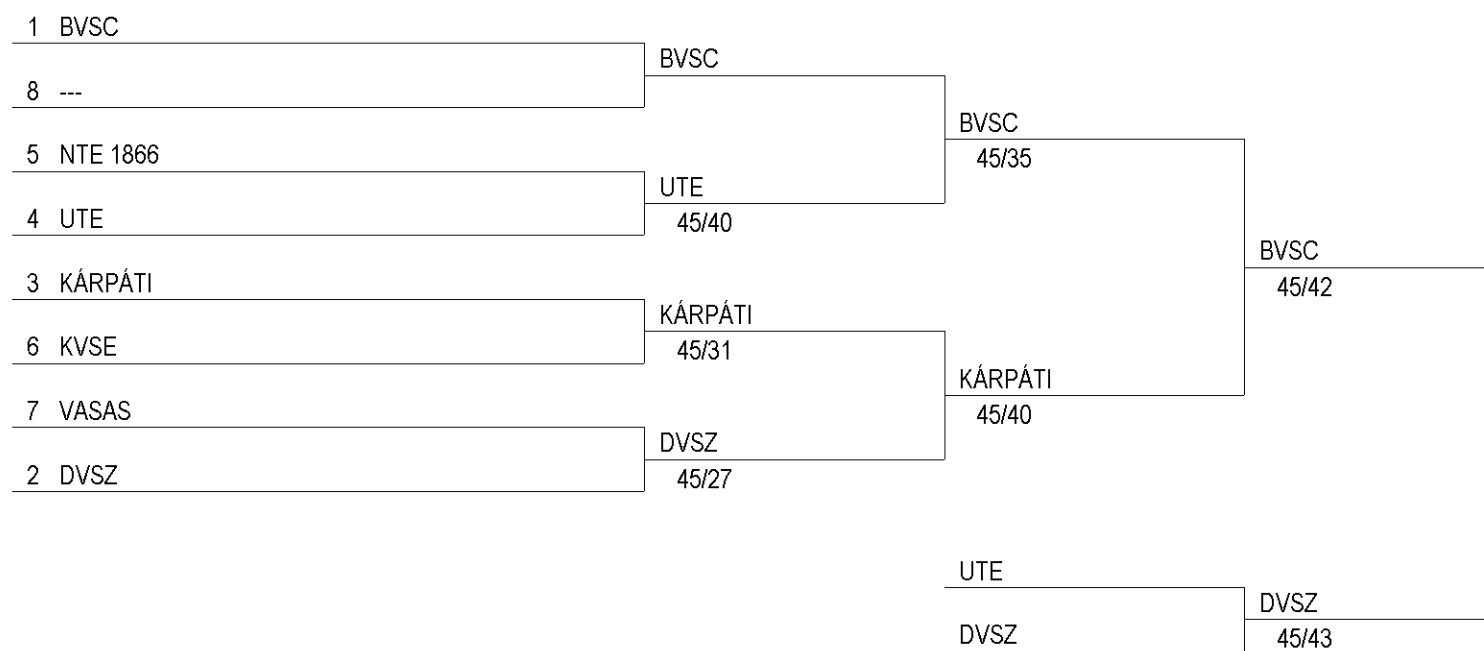 1 BVSC
BVSC
8 ---
BVSC
45/35
5 NTE 1866
UTE
45/40
4 UTE
BVSC
45/42
3 KÁRPÁTI
KÁRPÁTI
45/31
6 KVSE
KÁRPÁTI
45/40
7 VASAS
DVSZ
45/27
2 DVSZ
UTE
DVSZ
45/43
DVSZ